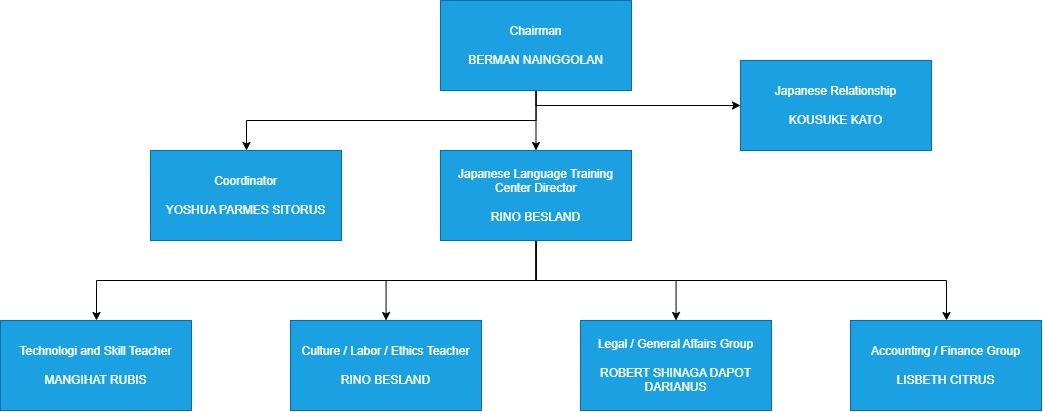 Chairman
BERMAN NAINGGOLAN
Japanese Relationship
KOUSUKE KATO
Coordinator
YOSHUA PARMES SITORUS
Japanese Language Training
Center Director
RINO BESLAND
Technologi and Skill Teacher
MANGIHAT RUBIS
Culture / Labor / Ethics Teacher
RINO BESLAND
Legal / General Affairs Group
ROBERT SHINAGA DAPOT
DARIANUS
Accounting / Finance Group
LISBETH CITRUS